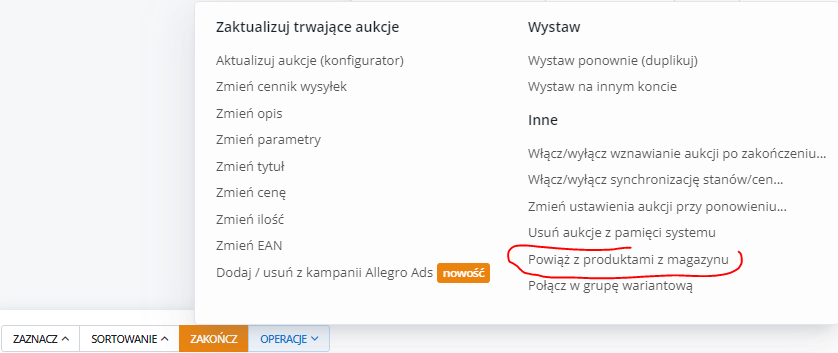 Zaktualizuj trwające aukcje
Aktualizuj aukcje (konfigurator)
Zmień cennik wysyłek
Zmień opis
Zmień parametry
Zmień tytuł
Zmień cenę
Zmień ilość
Zmień EAN
Dodaj / usuń z kampanii Allegro Ads nowość
Wystaw
Wystaw ponownie (duplikuj)
Wystaw na innym koncie
Inne
Włącz/wyłącz wznawianie aukcji po zakończeniu...
Włącz/wyłącz synchronizację stanów/cen...
Zmień ustawienia aukcji przy ponowieniu...
Usuń aukcje z pamięci systemu
Powiąż z produktami z magazynu
Połącz w grupę wariantową
ZAZNACZ SORTOWANIE ZAKOŃCZ OPERACJE